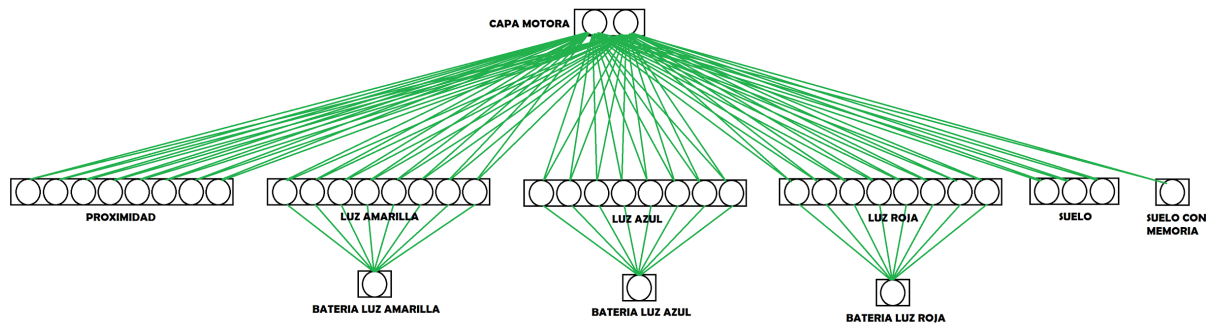 CAPA MOTORA
PROXIMIDAD
LUZ AMARILLA
LUZ AZUL
LUZ ROJA
SUELO
SUELO CON
MEMORIA
BATERIA LUZ AMARILLA
BATERIA LUZ AZUL
BATERIA LUZ ROJA